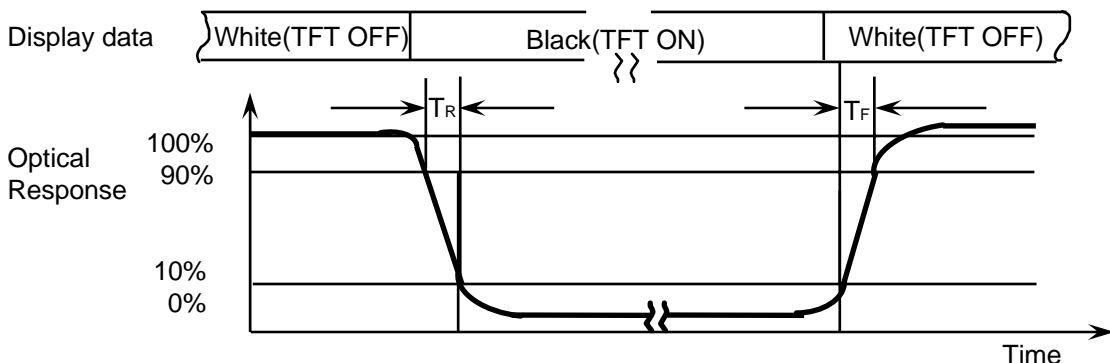 Display data
White(TFT OFF)
Black(TFT ON)
White(TFT OFF)
TR
TF
Optical
Response
100%
90%
10%
0%
Time